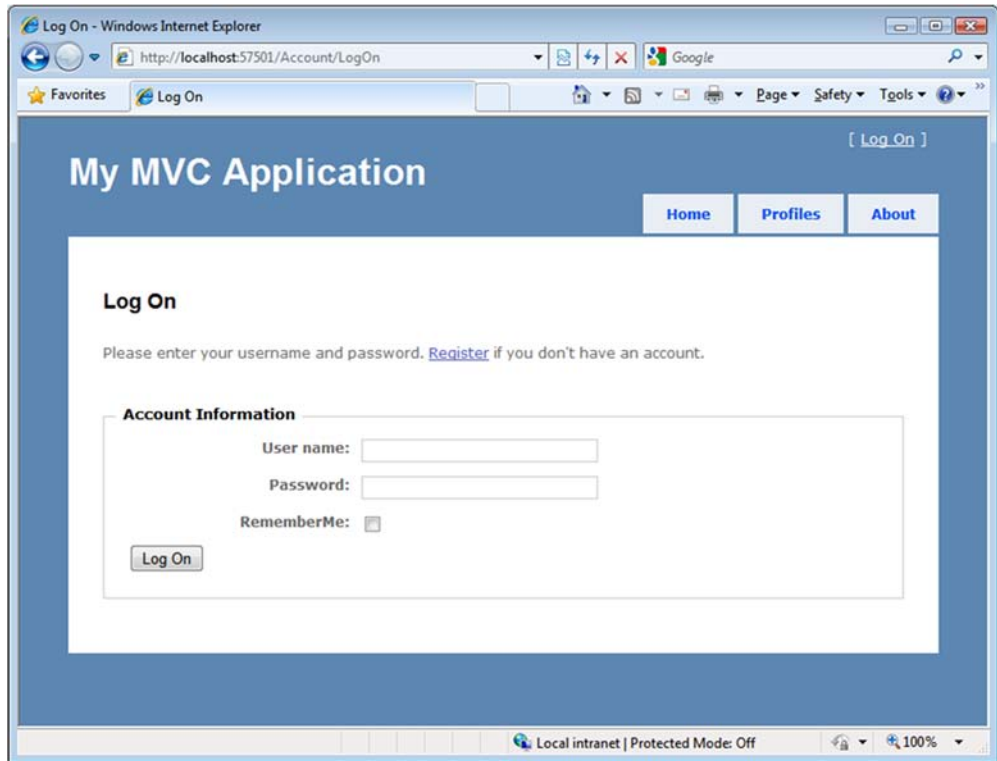 Log On - Windows Internet Explorer
http://localhost:57501/Account/LogOn
Google
Favorites
Log On
Page
Safety
Tools
[ Log On ]
My MVC Application
Home
Profiles
About
Log On
Please enter your username and password. Register if you don't have an account.
Account Information
User name:
Password:
RememberMe:
Log On
Local intranet | Protected Mode: Off
100%